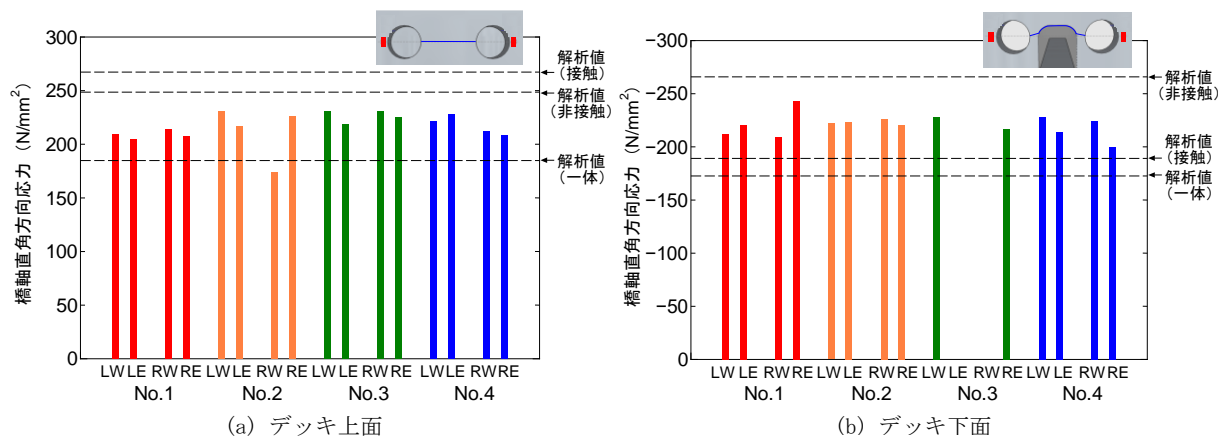 300
250
200
150
100
50
0
橋軸直角方向応力 (N/mm²)
解析値
(接触)
解析値
(非接触)
解析値
(一体)
LW LE RW RE LW LE RW RE LW LE RW RE LW LE RW RE
No.1 No.2 No.3 No.4
(a) デッキ上面
−300
−250
−200
−150
−100
−50
0
橋軸直角方向応力 (N/mm²)
解析値
(非接触)
解析値
(接触)
解析値
(一体)
LW LE RW RE LW LE RW RE LW LE RW RE LW LE RW RE
No.1 No.2 No.3 No.4
(b) デッキ下面